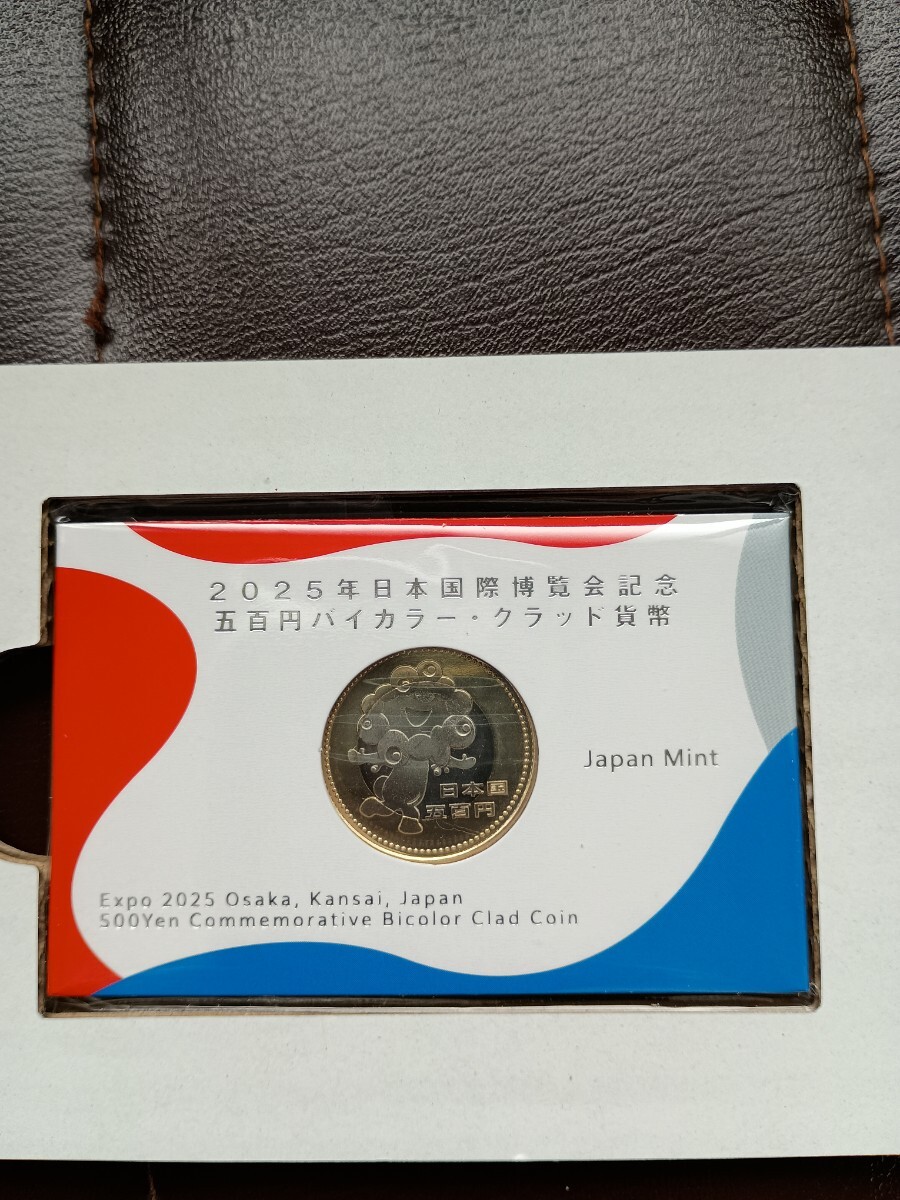 ２０２５年日本国際博覧会記念
五百円バイカラー・クラッド貨幣
日本国
五百円
Japan Mint
Expo 2025 Osaka, Kansai, Japan
500Yen Commemorative Bicolor Clad Coin